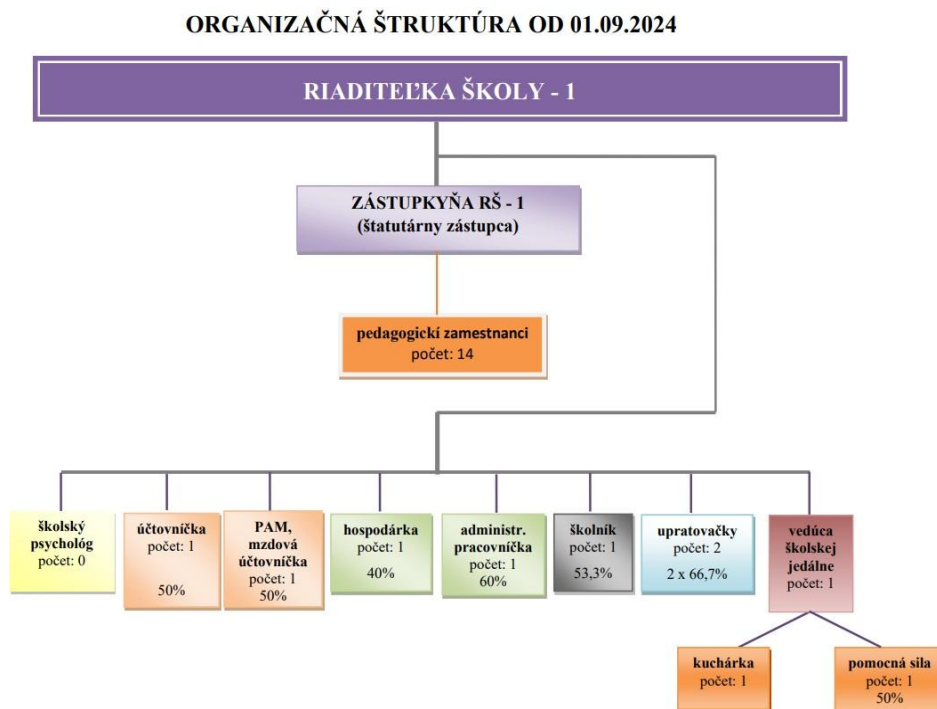 ORGANIZAČNÁ ŠTRUKTÚRA OD 01.09.2024
RIADITEĽKA ŠKOLY - 1
ZÁSTUPKYŇA RŠ - 1
(štatutárny zástupca)
pedagogickí zamestnanci
počet: 14
školský
psychológ
počet: 0
účtovníčka
počet: 1
50%
PAM,
mzdová
účtovníčka
počet: 1
50%
hospodárka
počet: 1
40%
administr.
pracovníčka
počet: 1
60%
školník
počet: 1
53,3%
upratovačky
počet: 2
2 x 66,7%
vedúca
školskej
jedálne
počet: 1
kuchárka
počet: 1
pomocná sila
počet: 1
50%